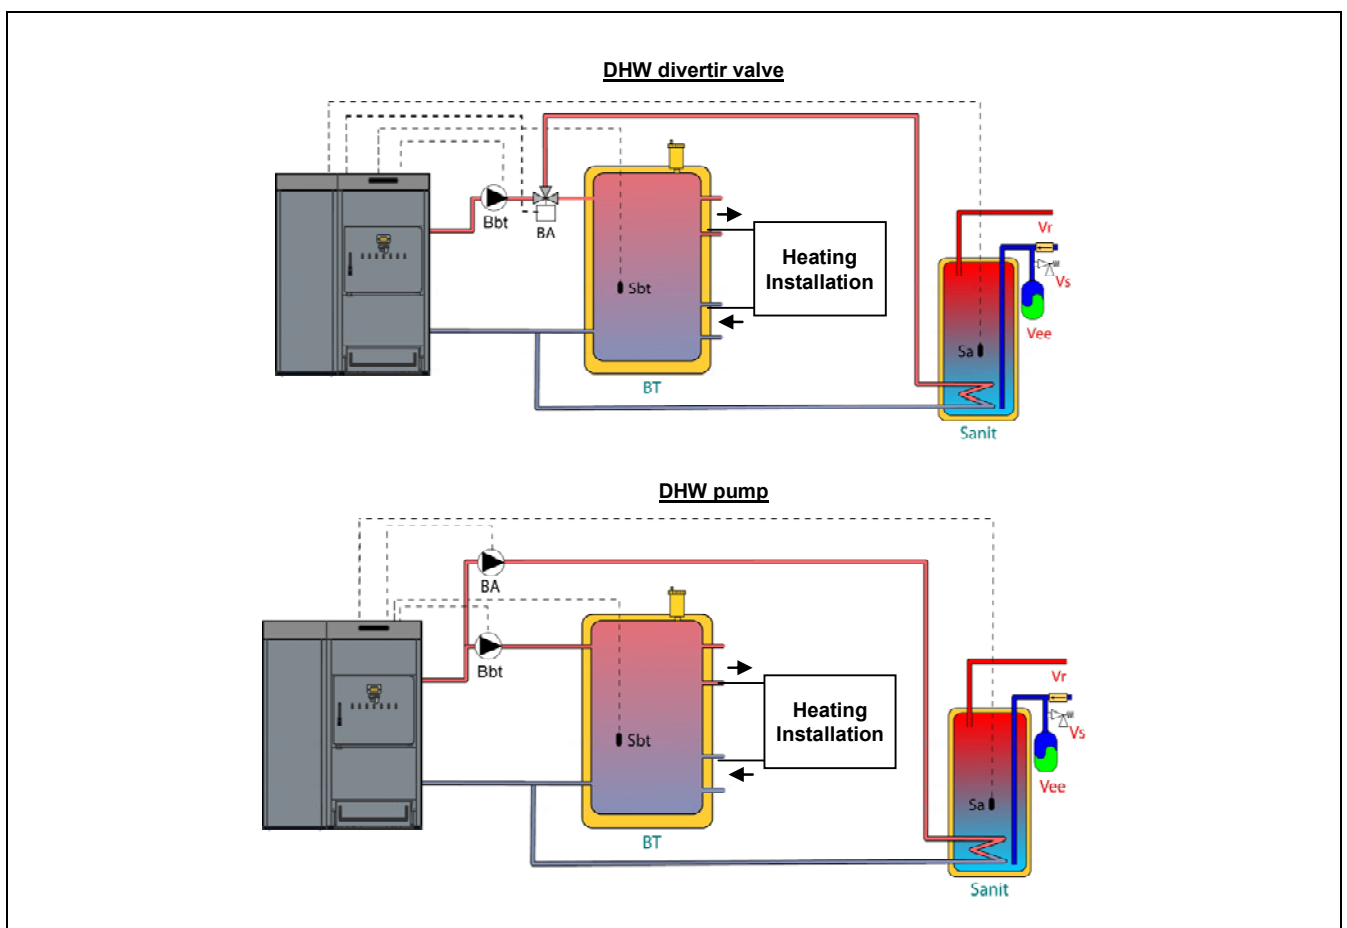 DHW divertir valve
Bbt
BA
Sbt
Heating
Installation
Vr
Vs
Vee
Sa
BT
Sanit
DHW pump
BA
Bbt
Sbt
Heating
Installation
Vr
Vs
Vee
Sa
BT
Sanit